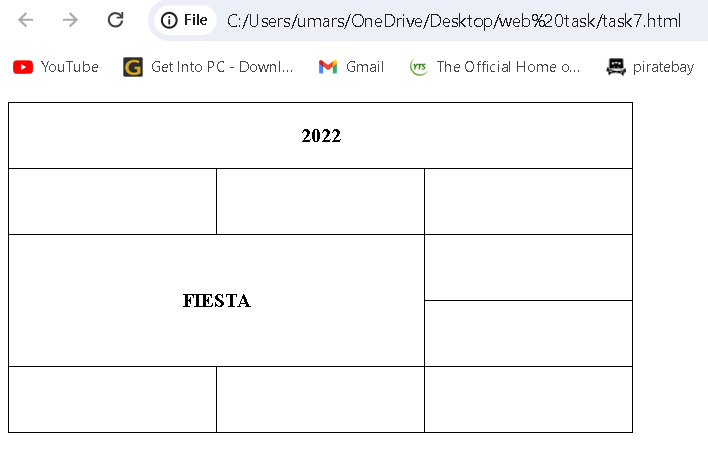 File C:/Users/umars/OneDrive/Desktop/web%20task/task7.html
YouTube Get Into PC - Downl... Gmail YTS The Official Home o... piratebay
2022
FIESTA